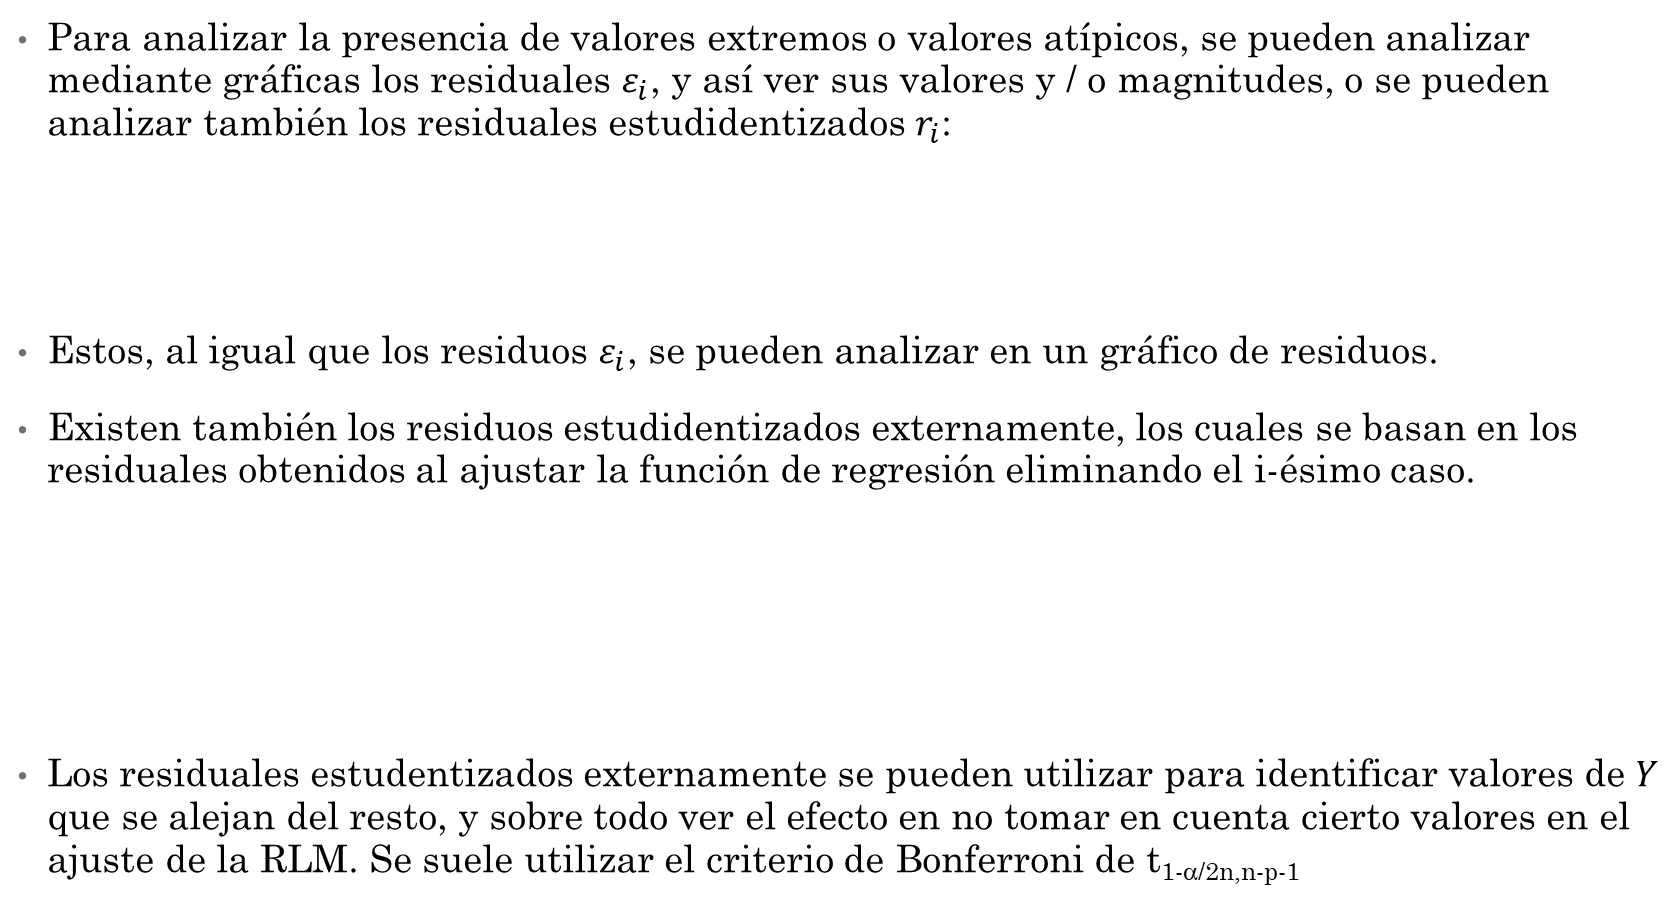 • Para analizar la presencia de valores extremos o valores atípicos, se pueden analizar
mediante gráficas los residuales εᵢ, y así ver sus valores y / o magnitudes, o se pueden
analizar también los residuales estudidentizados rᵢ:
• Estos, al igual que los residuos εᵢ, se pueden analizar en un gráfico de residuos.
• Existen también los residuos estudidentizados externamente, los cuales se basan en los
residuales obtenidos al ajustar la función de regresión eliminando el i-ésimo caso.
• Los residuales estudentizados externamente se pueden utilizar para identificar valores de Y
que se alejan del resto, y sobre todo ver el efecto en no tomar en cuenta cierto valores en el
ajuste de la RLM. Se suele utilizar el criterio de Bonferroni de t1-α/2n,n-p-1